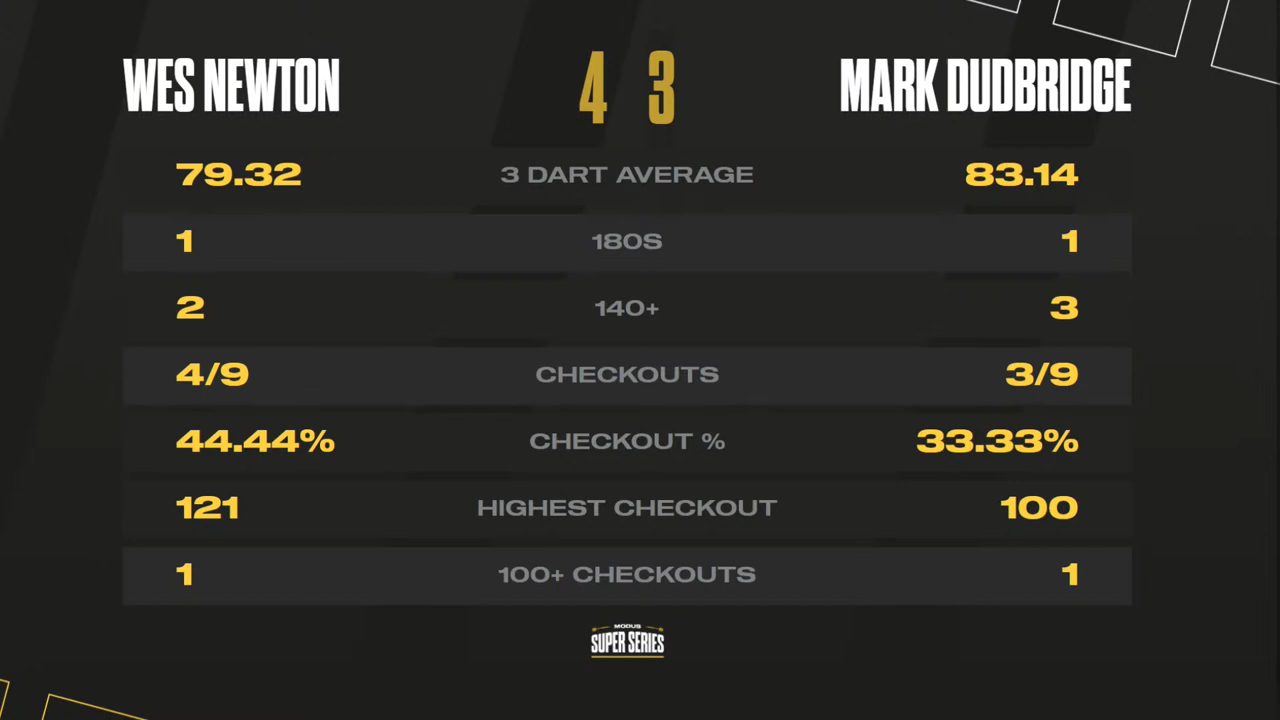 WES NEWTON 4 3 MARK DUDBRIDGE
79.32 3 DART AVERAGE 83.14
1 180S 1
2 140+ 3
4/9 CHECKOUTS 3/9
44.44% CHECKOUT % 33.33%
121 HIGHEST CHECKOUT 100
1 100+ CHECKOUTS 1
MODUS
SUPER SERIES